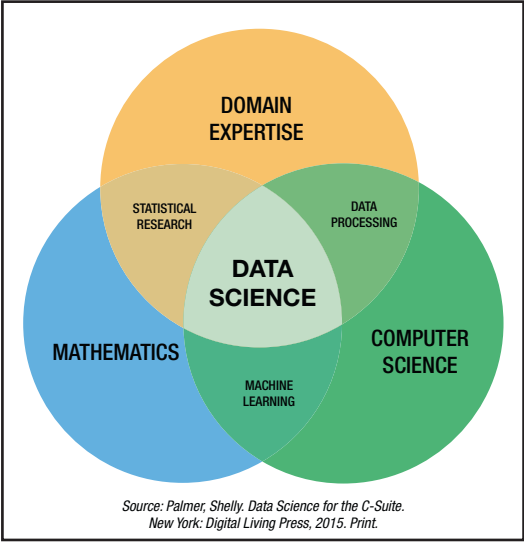 DOMAIN
EXPERTISE
STATISTICAL
RESEARCH
DATA
PROCESSING
DATA
SCIENCE
MATHEMATICS
COMPUTER
SCIENCE
MACHINE
LEARNING
Source: Palmer, Shelly. Data Science for the C-Suite.
New York: Digital Living Press, 2015. Print.